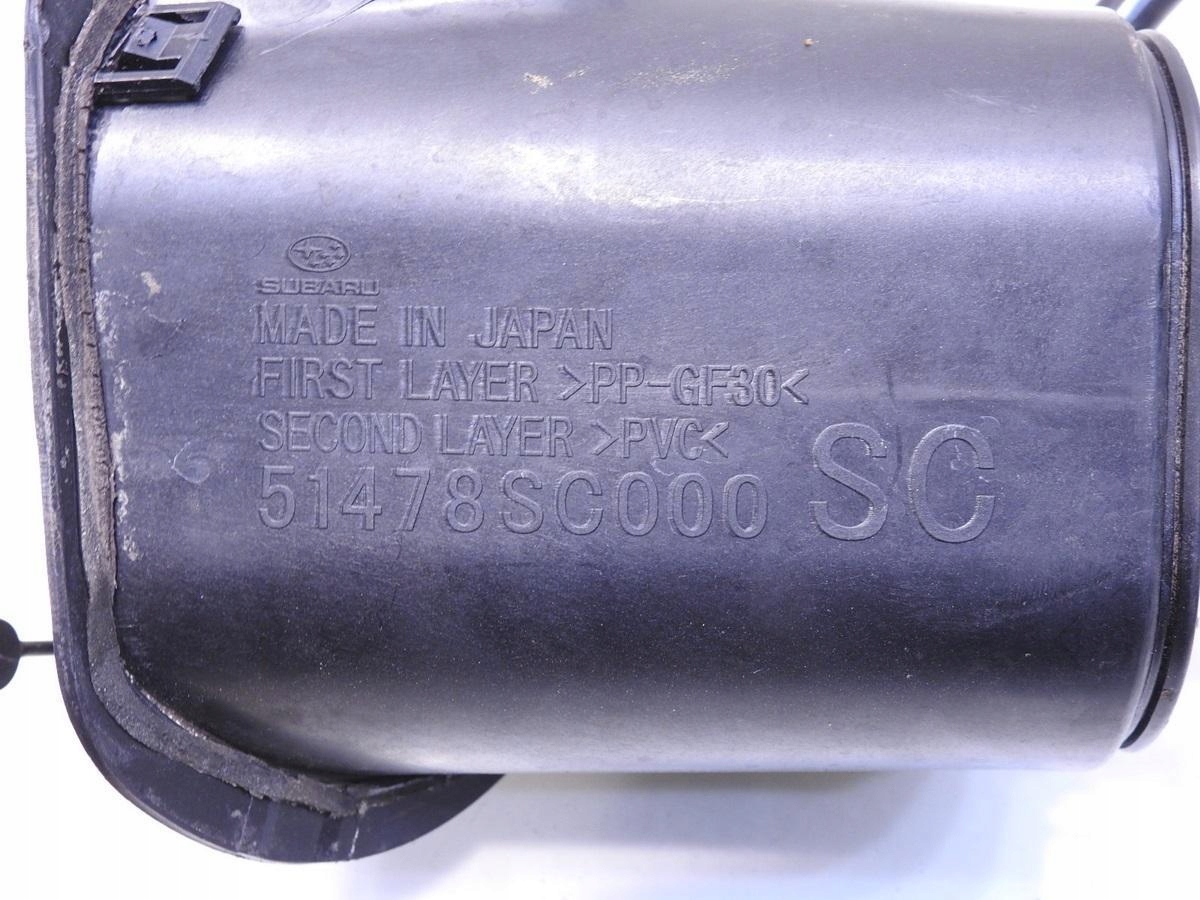 SUBARU
MADE IN JAPAN
FIRST LAYER >PP-GF30<
SECOND LAYER >PVC<
51478SC000 SC